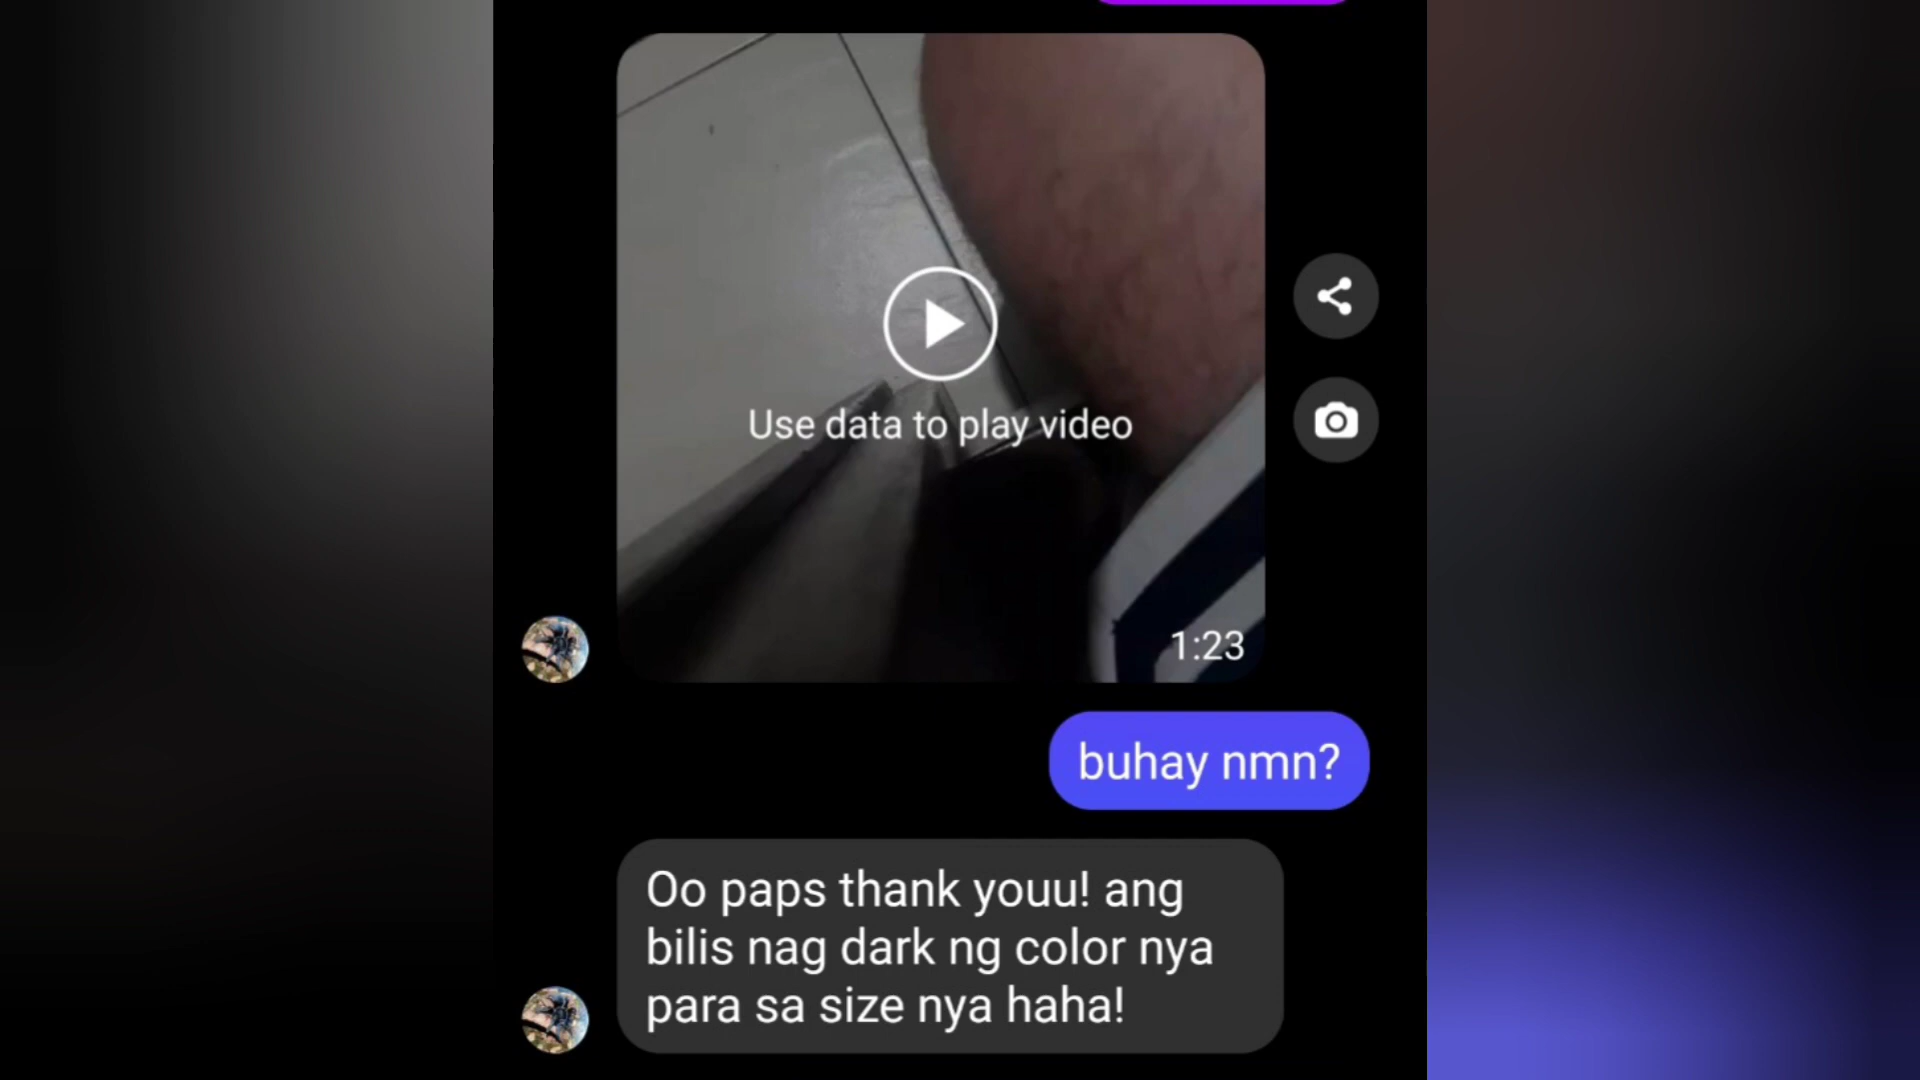 Use data to play video
1:23
buhay nmn?
Oo paps thank youu! ang
bilis nag dark ng color nya
para sa size nya haha!